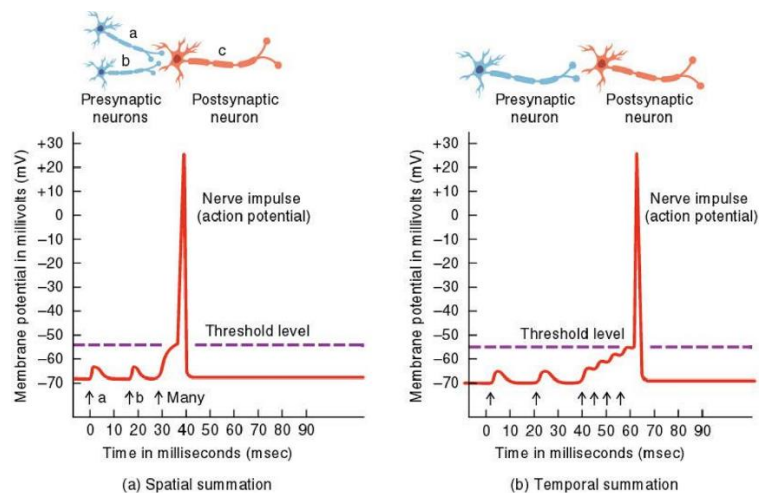 a
b
c
Presynaptic
neurons
Postsynaptic
neuron
Membrane potential in millivolts (mV)
+30
+20
+10
0
−10
−20
−30
−40
−50
−60
−70
Nerve impulse
(action potential)
Threshold level
a
b
Many
0 10 20 30 40 50 60 70 80 90
Time in milliseconds (msec)
(a) Spatial summation
Presynaptic
neuron
Postsynaptic
neuron
Membrane potential in millivolts (mV)
+30
+20
+10
0
−10
−20
−30
−40
−50
−60
−70
Nerve impulse
(action potential)
Threshold level
0 10 20 30 40 50 60 70 80 90
Time in milliseconds (msec)
(b) Temporal summation